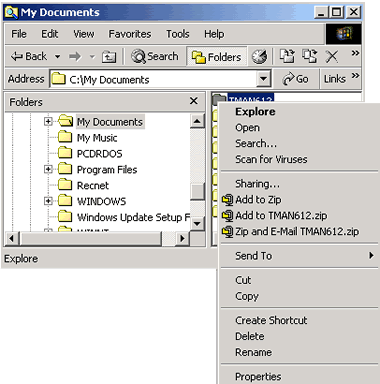 My Documents
File Edit View Favorites Tools Help
Back Search Folders
Address C:\My Documents Go Links »
Folders
TMAN612
My Documents
My Music
PCDRDOS
Program Files
Recnet
WINDOWS
Windows Update Setup F
WINNT
Explore
Explore
Open
Search...
Scan for Viruses
Sharing...
Add to Zip
Add to TMAN612.zip
Zip and E-Mail TMAN612.zip
Send To
Cut
Copy
Create Shortcut
Delete
Rename
Properties